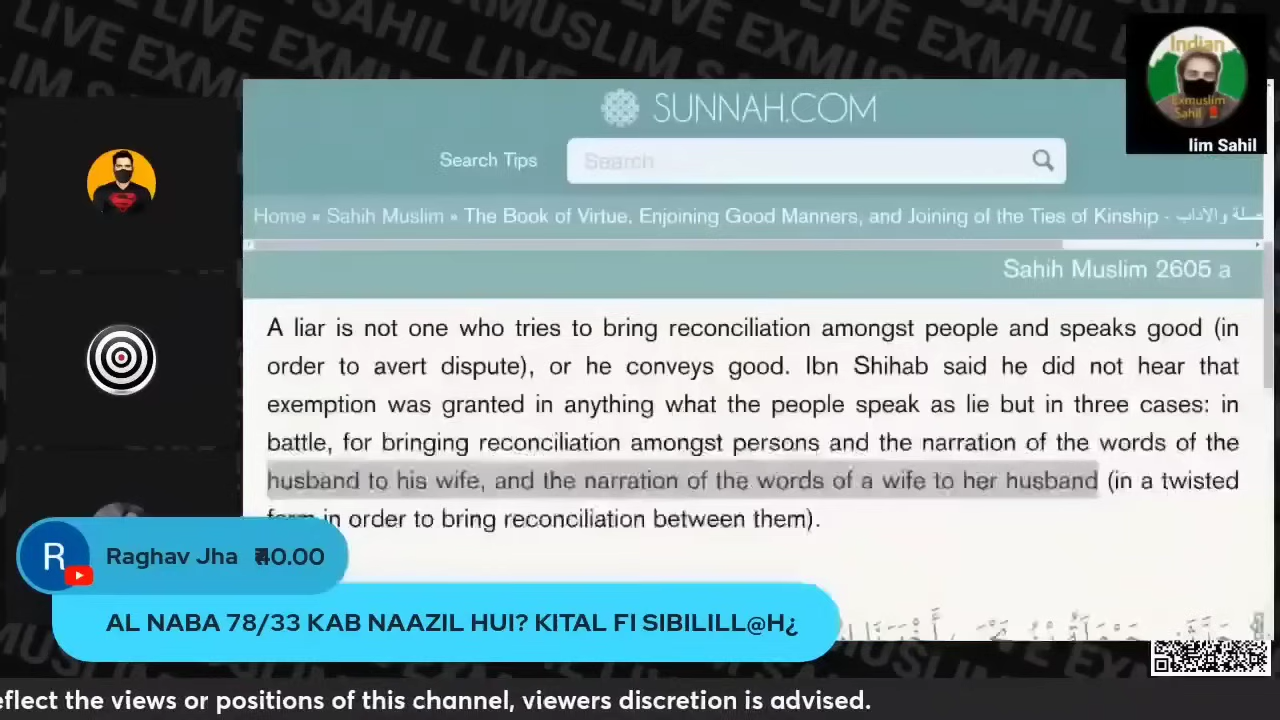 Indian
Exmuslim
Sahil
lim Sahil
SUNNAH.COM
Search Tips
Search
Home » Sahih Muslim » The Book of Virtue, Enjoining Good Manners, and Joining of the Ties of Kinship -
Sahih Muslim 2605 a
A liar is not one who tries to bring reconciliation amongst people and speaks good (in
order to avert dispute), or he conveys good. Ibn Shihab said he did not hear that
exemption was granted in anything what the people speak as lie but in three cases: in
battle, for bringing reconciliation amongst persons and the narration of the words of the
husband to his wife, and the narration of the words of a wife to her husband (in a twisted
in order to bring reconciliation between them).
R
Raghav Jha ₹40.00
AL NABA 78/33 KAB NAAZIL HUI? KITAL FI SIBILILL@H¿
eflect the views or positions of this channel, viewers discretion is advised.